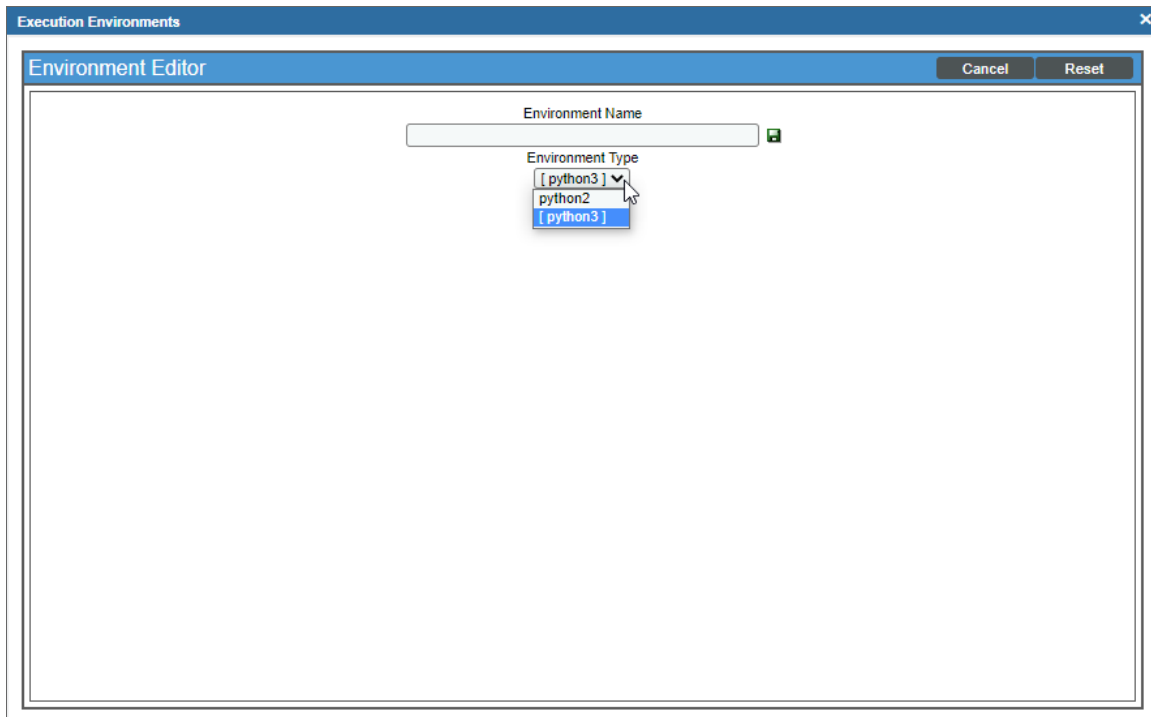 Execution Environments
Environment Editor
Cancel
Reset
Environment Name
Environment Type
[ python3 ]
python2
[ python3 ]